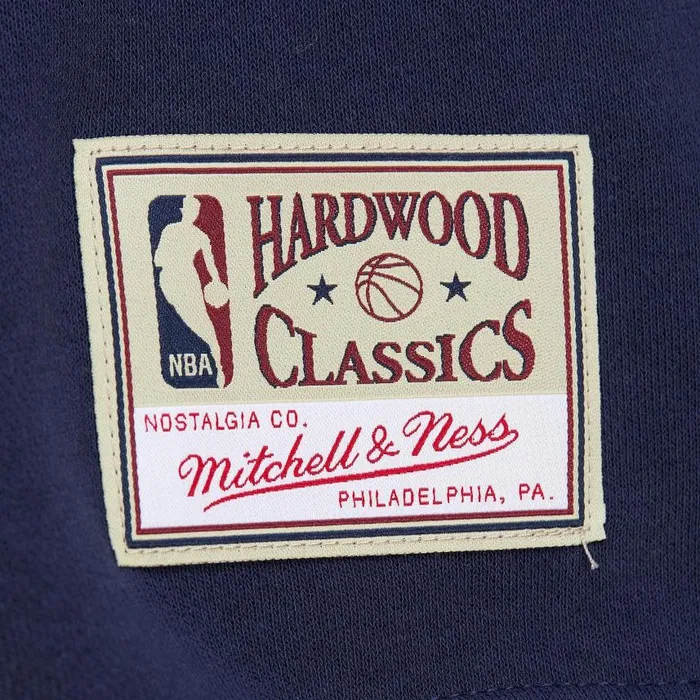 HARDWOOD
CLASSICS
NBA
NOSTALGIA CO.
Mitchell & Ness
PHILADELPHIA, PA.